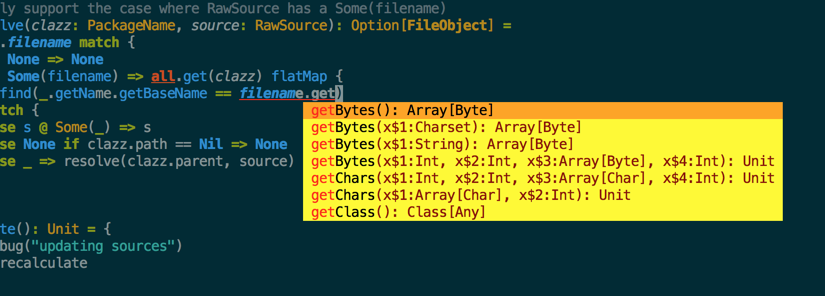 ly support the case where RawSource has a Some(filename)
lve(clazz: PackageName, source: RawSource): Option[FileObject] =
.filename match {
None => None
Some(filename) => all.get(clazz) flatMap {
find(_.getName.getBaseName == filename.get)
tch {
se s @ Some(_) => s
se None if clazz.path == Nil => None
se _ => resolve(clazz.parent, source)
getBytes(): Array[Byte]
getBytes(x$1:Charset): Array[Byte]
getBytes(x$1:String): Array[Byte]
getBytes(x$1:Int, x$2:Int, x$3:Array[Byte], x$4:Int): Unit
getChars(x$1:Int, x$2:Int, x$3:Array[Char], x$4:Int): Unit
getChars(x$1:Array[Char], x$2:Int): Unit
getClass(): Class[Any]
te(): Unit = {
bug("updating sources")
recalculate